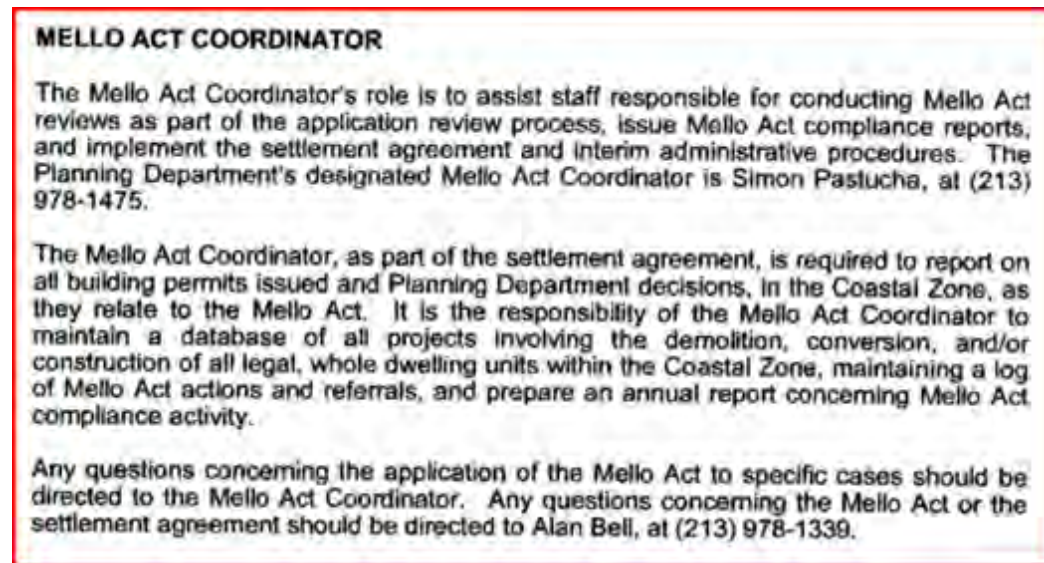 MELLO ACT COORDINATOR
The Mello Act Coordinator's role is to assist staff responsible for conducting Mello Act
reviews as part of the application review process, issue Mello Act compliance reports,
and implement the settlement agreement and interim administrative procedures. The
Planning Department's designated Mello Act Coordinator is Simon Pastucha, at (213)
978-1475.
The Mello Act Coordinator, as part of the settlement agreement, is required to report on
all building permits issued and Planning Department decisions, in the Coastal Zone, as
they relate to the Mello Act. It is the responsibility of the Mello Act Coordinator to
maintain a database of all projects involving the demolition, conversion, and/or
construction of all legal, whole dwelling units within the Coastal Zone, maintaining a log
of Mello Act actions and referrals, and prepare an annual report concerning Mello Act
compliance activity.
Any questions concerning the application of the Mello Act to specific cases should be
directed to the Mello Act Coordinator. Any questions concerning the Mello Act or the
settlement agreement should be directed to Alan Bell, at (213) 978-1339.